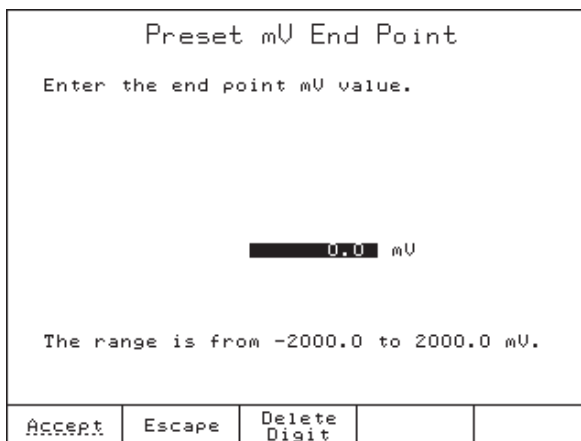 Preset mV End Point
Enter the end point mV value.
0.0 mV
The range is from -2000.0 to 2000.0 mV.
Accept Escape Delete
Digit